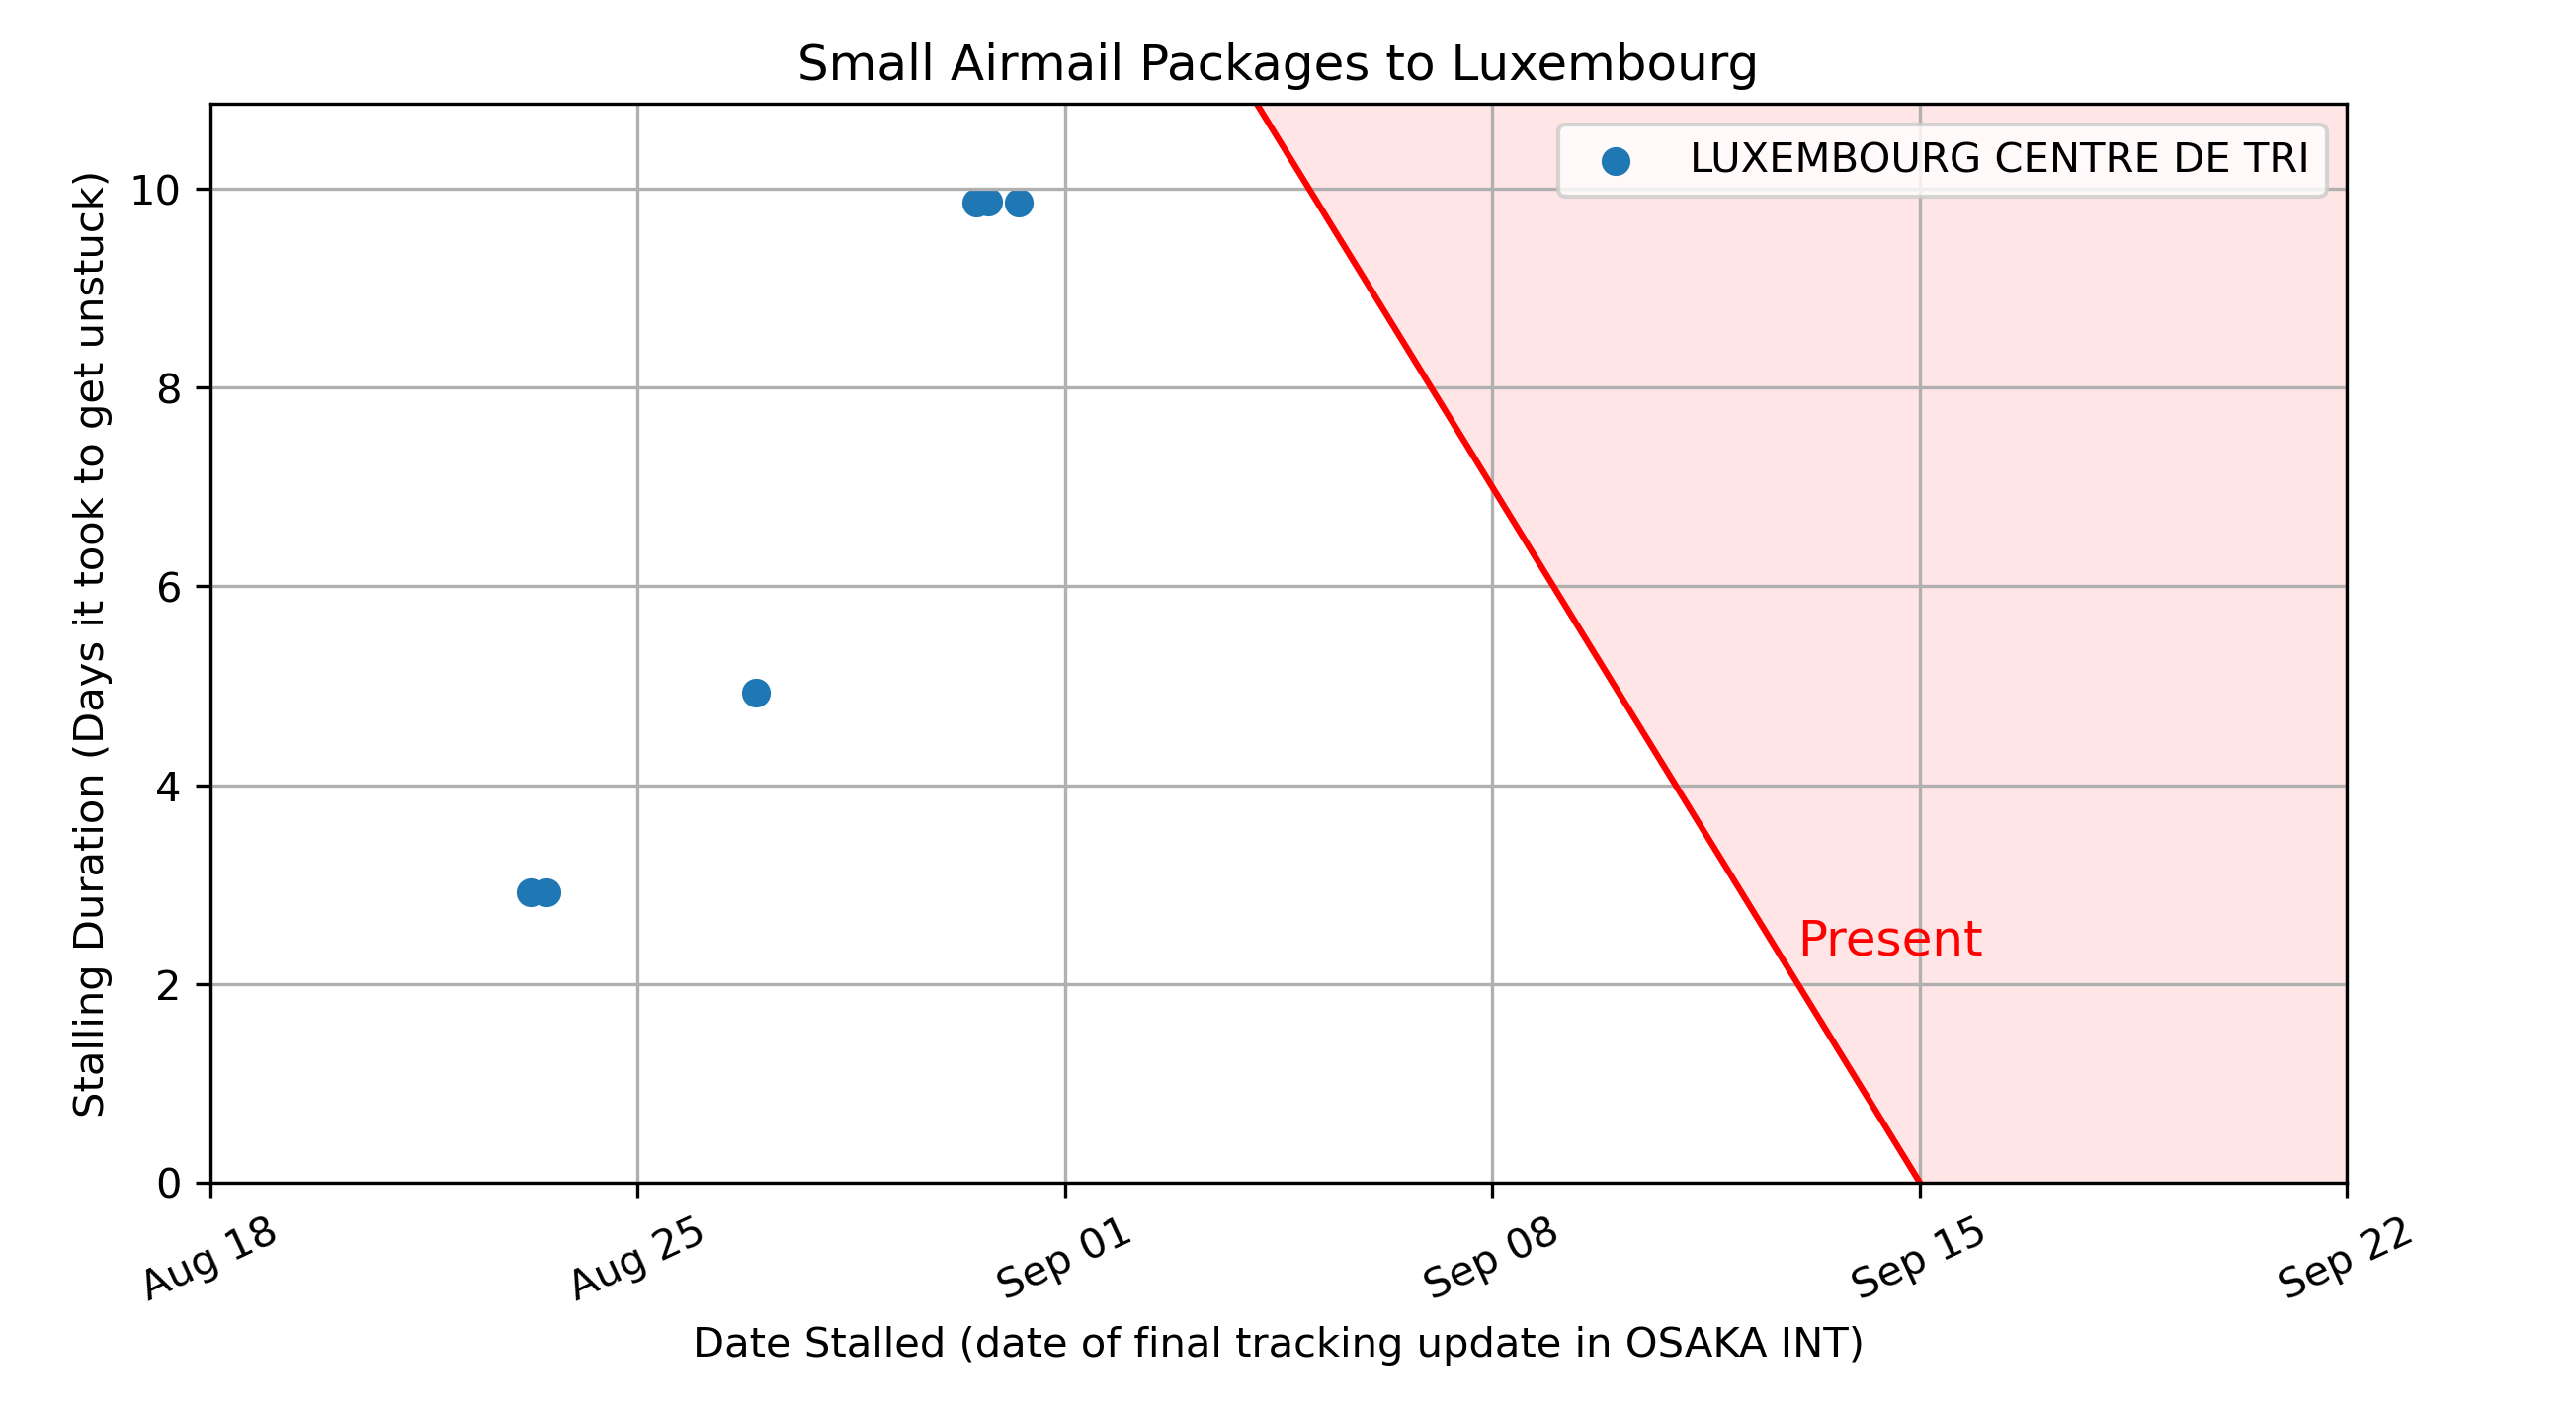 Small Airmail Packages to Luxembourg
LUXEMBOURG CENTRE DE TRI
Stalling Duration (Days it took to get unstuck)
10
8
6
4
2
0
Present
Aug 18
Aug 25
Sep 01
Sep 08
Sep 15
Sep 22
Date Stalled (date of final tracking update in OSAKA INT)